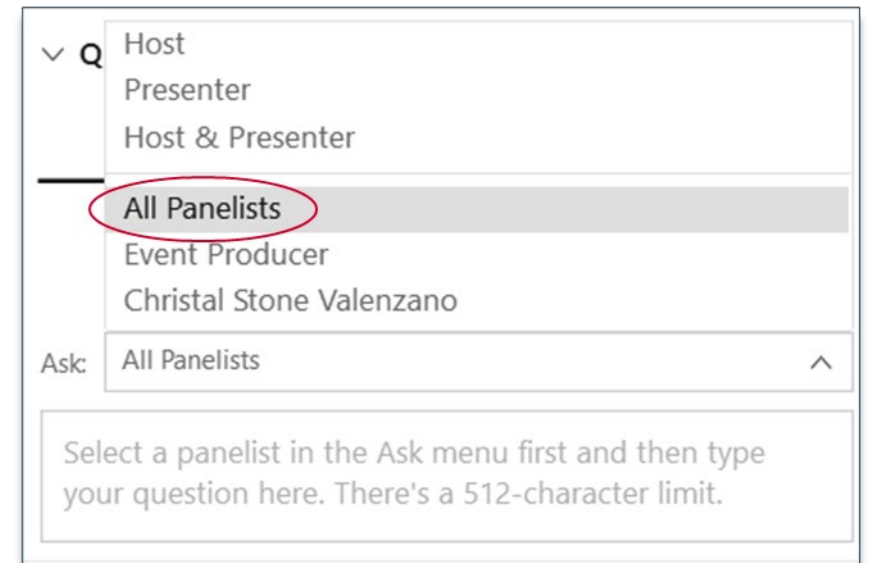 Q
Host
Presenter
Host & Presenter
All Panelists
Event Producer
Christal Stone Valenzano
Ask: All Panelists
Select a panelist in the Ask menu first and then type
your question here. There's a 512-character limit.